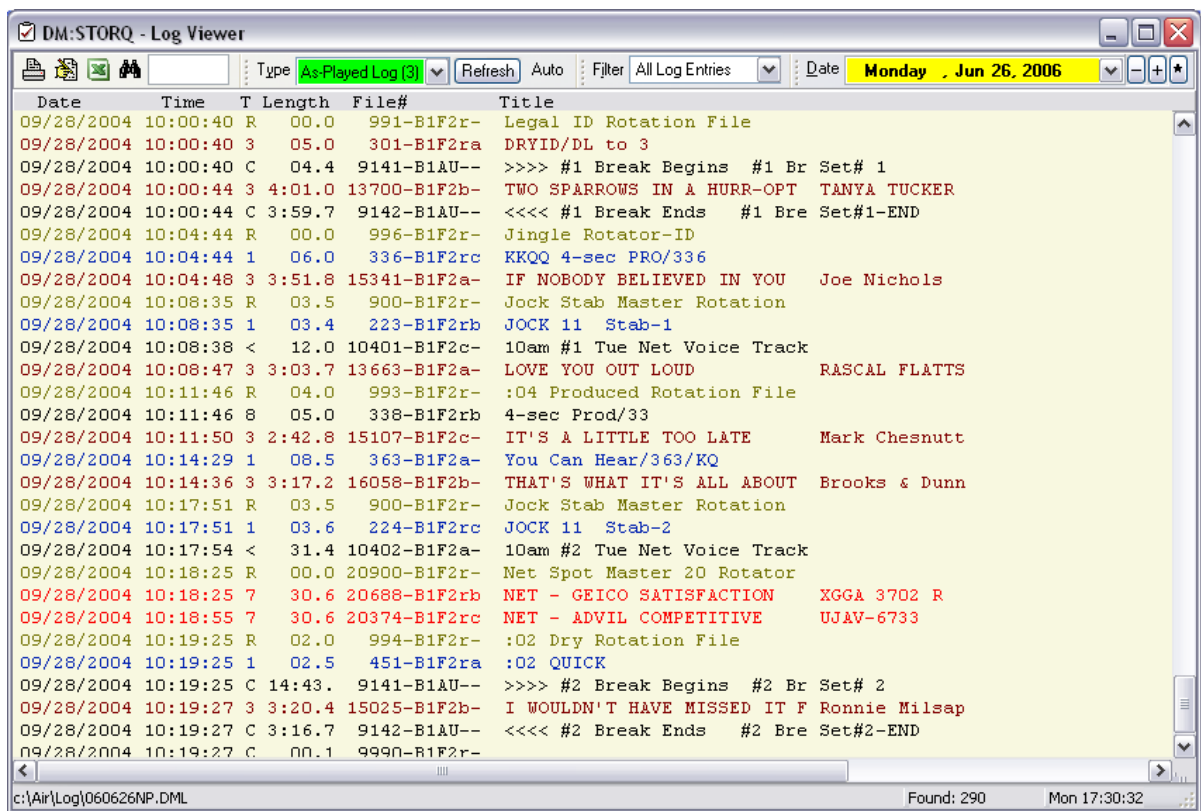 DM:STORQ - Log Viewer
Type As-Played Log (3) Refresh Auto Filter All Log Entries Date Monday , Jun 26, 2006 - + *
Date Time T Length File# Title
09/28/2004 10:00:40 R 00.0 991-B1F2r- Legal ID Rotation File
09/28/2004 10:00:40 3 05.0 301-B1F2ra DRYID/DL to 3
09/28/2004 10:00:40 C 04.4 9141-B1AU-- >>>> #1 Break Begins #1 Br Set# 1
09/28/2004 10:00:44 3 4:01.0 13700-B1F2b- TWO SPARROWS IN A HURR-OPT TANYA TUCKER
09/28/2004 10:00:44 C 3:59.7 9142-B1AU-- <<<< #1 Break Ends #1 Bre Set#1-END
09/28/2004 10:04:44 R 00.0 996-B1F2r- Jingle Rotator-ID
09/28/2004 10:04:44 1 06.0 336-B1F2rc KKQQ 4-sec PRO/336
09/28/2004 10:04:48 3 3:51.8 15341-B1F2a- IF NOBODY BELIEVED IN YOU Joe Nichols
09/28/2004 10:08:35 R 03.5 900-B1F2r- Jock Stab Master Rotation
09/28/2004 10:08:35 1 03.4 223-B1F2rb JOCK 11 Stab-1
09/28/2004 10:08:38 < 12.0 10401-B1F2c- 10am #1 Tue Net Voice Track
09/28/2004 10:08:47 3 3:03.7 13663-B1F2a- LOVE YOU OUT LOUD RASCAL FLATTS
09/28/2004 10:11:46 R 04.0 993-B1F2r- :04 Produced Rotation File
09/28/2004 10:11:46 8 05.0 338-B1F2rb 4-sec Prod/33
09/28/2004 10:11:50 3 2:42.8 15107-B1F2c- IT'S A LITTLE TOO LATE Mark Chesnutt
09/28/2004 10:14:29 1 08.5 363-B1F2a- You Can Hear/363/KQ
09/28/2004 10:14:36 3 3:17.2 16058-B1F2b- THAT'S WHAT IT'S ALL ABOUT Brooks & Dunn
09/28/2004 10:17:51 R 03.5 900-B1F2r- Jock Stab Master Rotation
09/28/2004 10:17:51 1 03.6 224-B1F2rc JOCK 11 Stab-2
09/28/2004 10:17:54 < 31.4 10402-B1F2a- 10am #2 Tue Net Voice Track
09/28/2004 10:18:25 R 00.0 20900-B1F2r- Net Spot Master 20 Rotator
09/28/2004 10:18:25 7 30.6 20688-B1F2rb NET - GEICO SATISFACTION XGGA 3702 R
09/28/2004 10:18:55 7 30.6 20374-B1F2rc NET - ADVIL COMPETITIVE UJAV-6733
09/28/2004 10:19:25 R 02.0 994-B1F2r- :02 Dry Rotation File
09/28/2004 10:19:25 1 02.5 451-B1F2ra :02 QUICK
09/28/2004 10:19:25 C 14:43. 9141-B1AU-- >>>> #2 Break Begins #2 Br Set# 2
09/28/2004 10:19:27 3 3:20.4 15025-B1F2b- I WOULDN'T HAVE MISSED IT F Ronnie Milsap
09/28/2004 10:19:27 C 3:16.7 9142-B1AU-- <<<< #2 Break Ends #2 Bre Set#2-END
09/28/2004 10:19:27 C 00.1 9990-B1F2r-
c:\Air\Log\060626NP.DML Found: 290 Mon 17:30:32